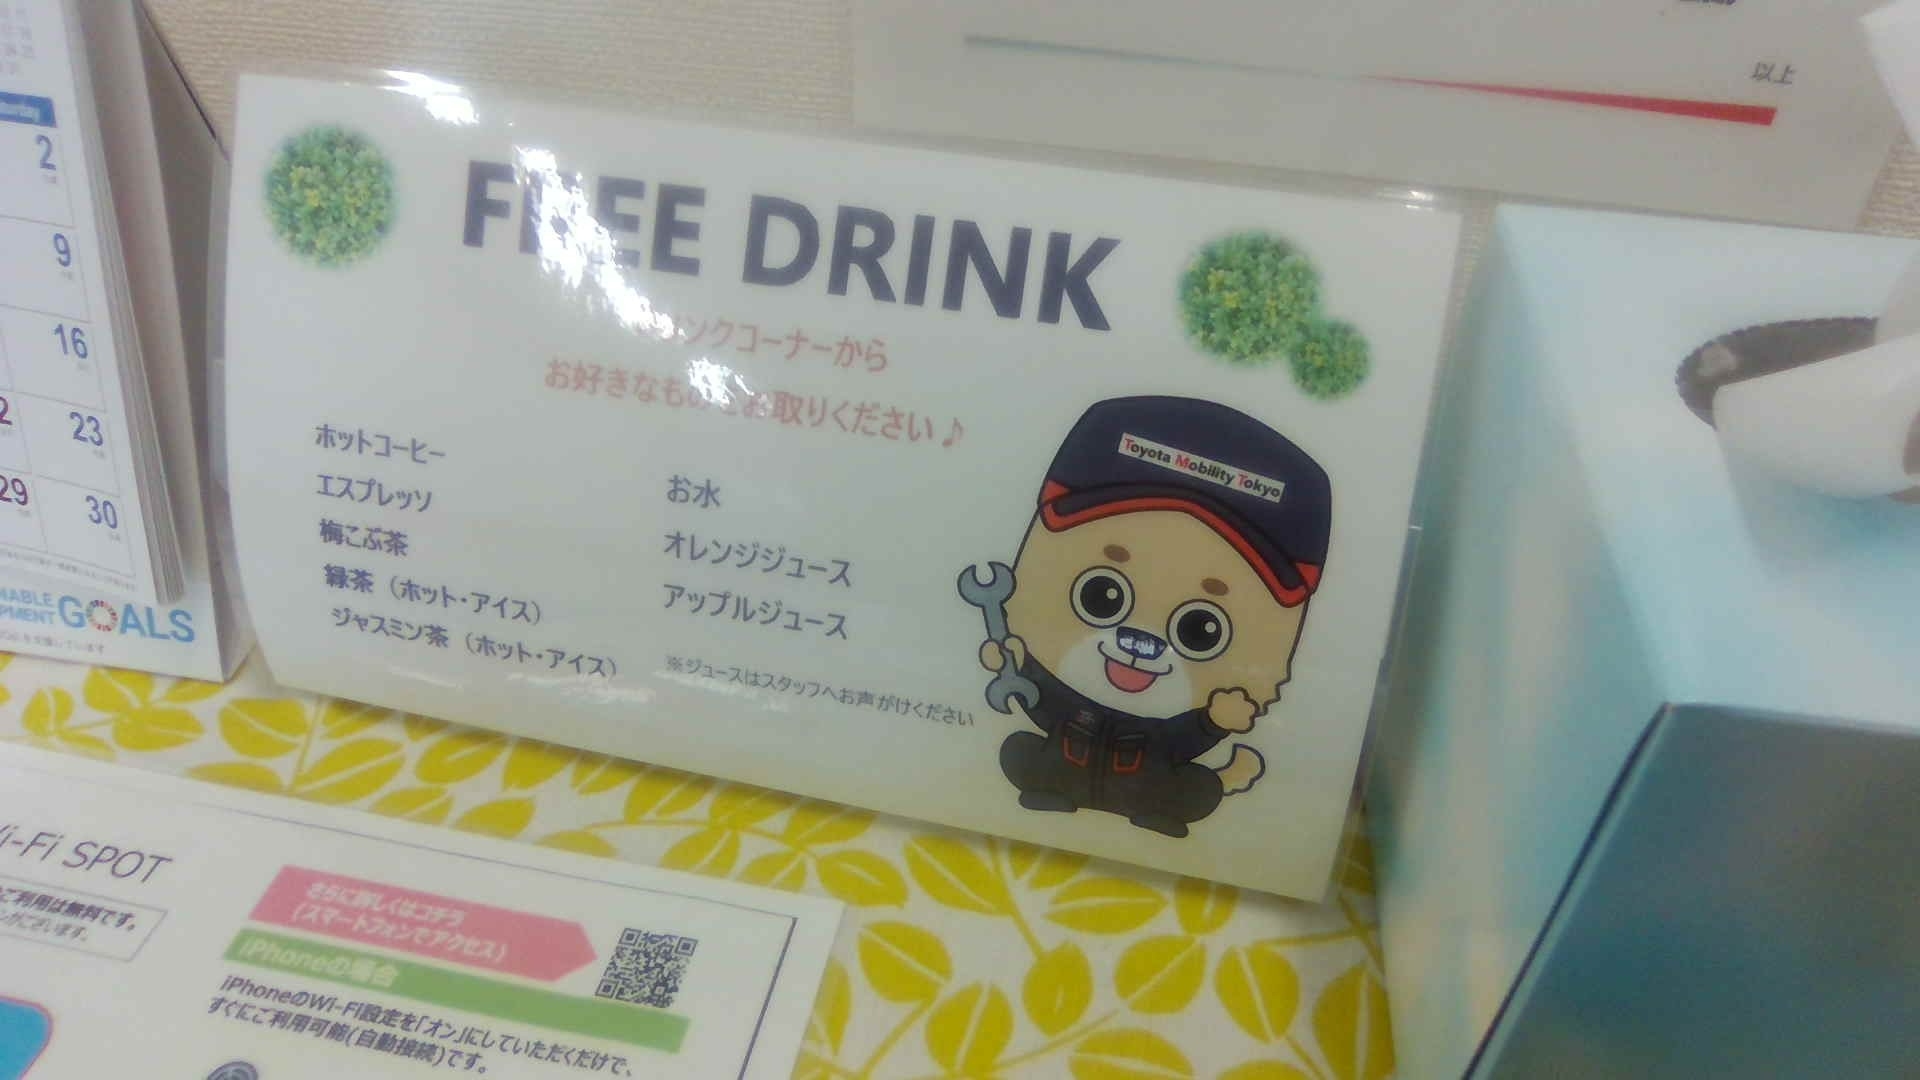 FREE DRINK
ンクコーナーから
お好きなものをお取りください♪
ホットコーヒー
エスプレッソ
梅こぶ茶
緑茶（ホット・アイス）
ジャスミン茶（ホット・アイス）
お水
オレンジジュース
アップルジュース
※ジュースはスタッフへお声がけください
Toyota Mobility Tokyo
以上
2
9
16
23
29
30
GOALS
Wi-Fi SPOT
ご利用は無料です。
さらに詳しくはコチラ
(スマートフォンでアクセス)
iPhoneの場合
iPhoneのWi-Fi設定を「オン」にしていただくだけで、
すぐにご利用可能(自動接続)です。